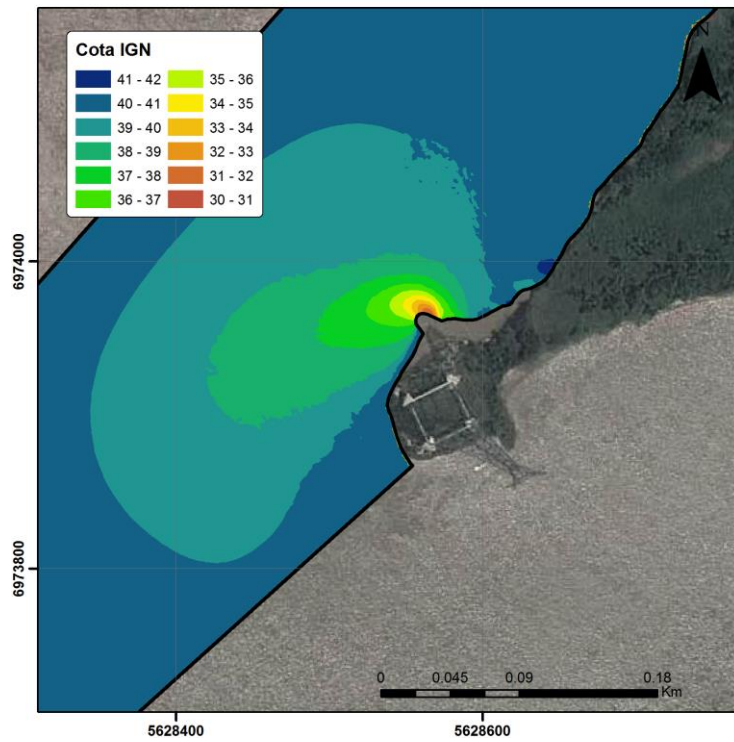 N
Cota IGN
41 - 42
40 - 41
39 - 40
38 - 39
37 - 38
36 - 37
35 - 36
34 - 35
33 - 34
32 - 33
31 - 32
30 - 31
6974000
6973800
0 0.045 0.09 0.18
Km
5628400 5628600